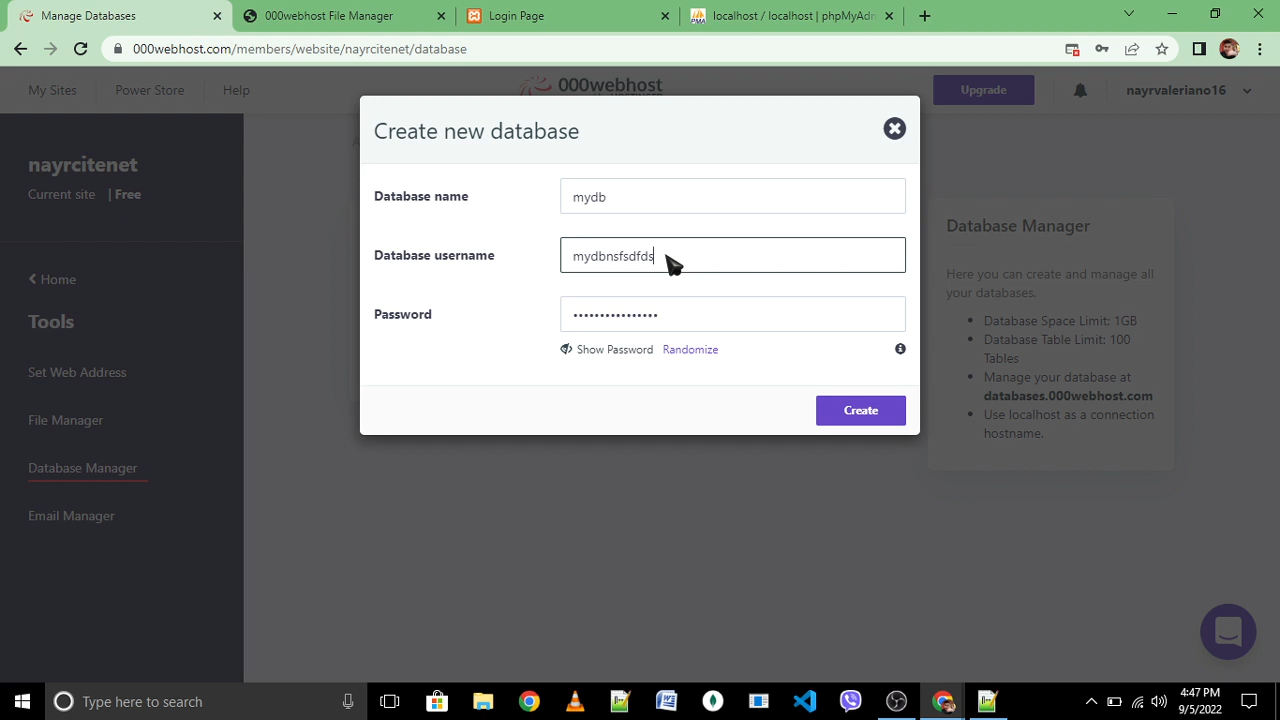 Manage Databases
000webhost File Manager
Login Page
localhost / localhost | phpMyAdm
000webhost.com/members/website/nayrcitenet/database
My Sites
Power Store
Help
000webhost
Upgrade
nayrvaleriano16
nayrcitenet
Current site | Free
Home
Tools
Set Web Address
File Manager
Database Manager
Email Manager
Create new database
Database name
mydb
Database username
mydbnsfsdfds
Password
••••••••••••••••
Show Password Randomize
Create
Database Manager
Here you can create and manage all
your databases.
• Database Space Limit: 1GB
• Database Table Limit: 100
Tables
• Manage your database at
databases.000webhost.com
• Use localhost as a connection
hostname.
Type here to search
4:47 PM
9/5/2022